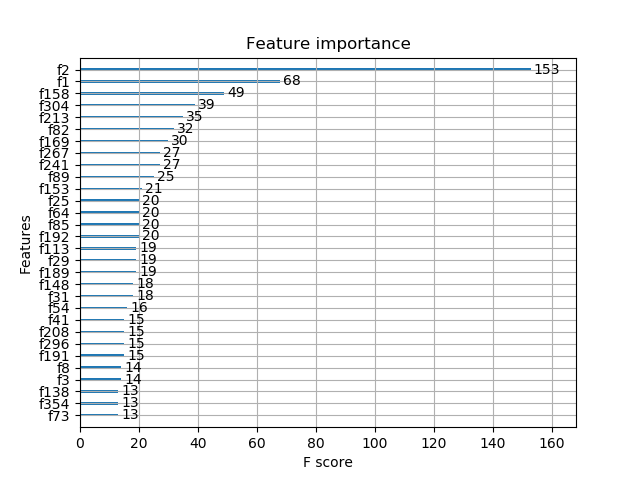 Feature importance
Features
f2 153
f1 68
f158 49
f304 39
f213 35
f82 32
f169 30
f267 27
f241 27
f89 25
f153 21
f25 20
f64 20
f85 20
f192 20
f113 19
f29 19
f189 19
f148 18
f31 18
f54 16
f41 15
f208 15
f296 15
f191 15
f8 14
f3 14
f138 13
f354 13
f73 13
0 20 40 60 80 100 120 140 160
F score